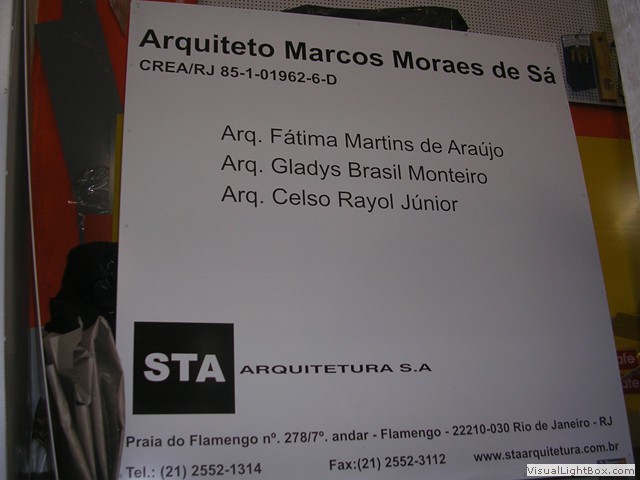 Arquiteto Marcos Moraes de Sá
CREA/RJ 85-1-01962-6-D
Arq. Fátima Martins de Araújo
Arq. Gladys Brasil Monteiro
Arq. Celso Rayol Júnior
STA ARQUITETURA S.A
Praia do Flamengo nº. 278/7º. andar - Flamengo - 22210-030 Rio de Janeiro - RJ
Tel.: (21) 2552-1314 Fax:(21) 2552-3112 www.staarquitetura.com.br
VisualLightBox.com